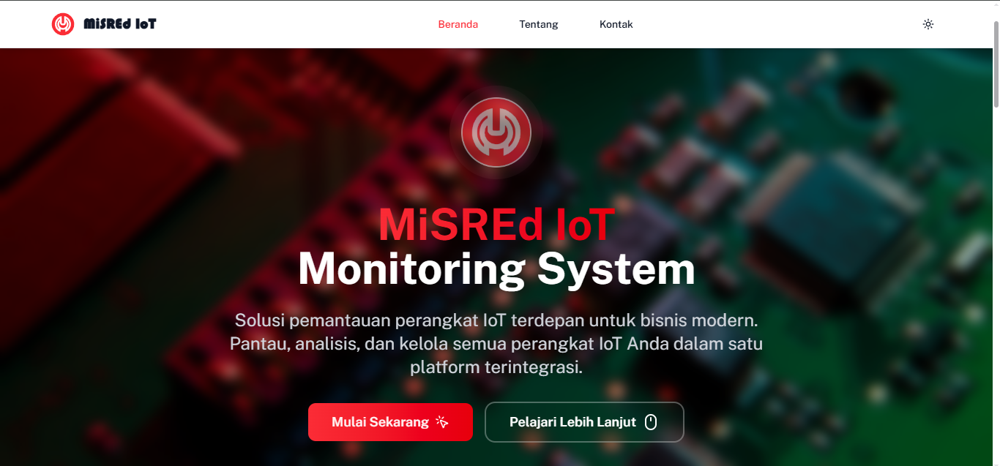 MiSREd IoT
Beranda
Tentang
Kontak
MiSREd IoT
Monitoring System
Solusi pemantauan perangkat IoT terdepan untuk bisnis modern.
Pantau, analisis, dan kelola semua perangkat IoT Anda dalam satu
platform terintegrasi.
Mulai Sekarang
Pelajari Lebih Lanjut